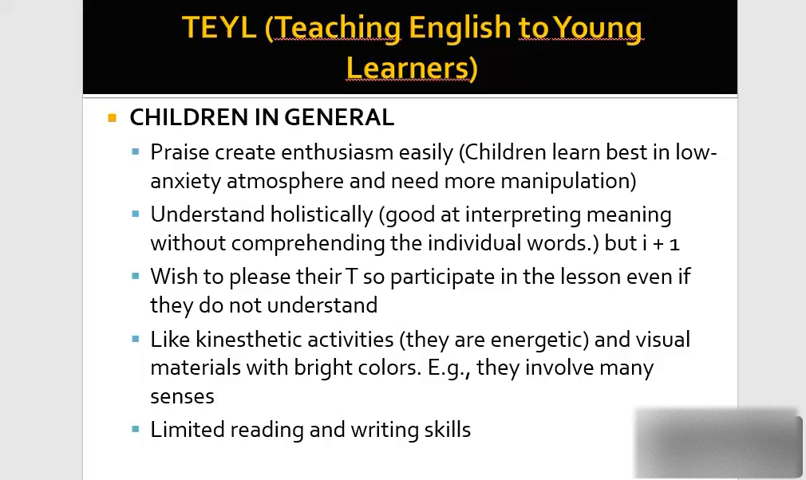 TEYL (Teaching English to Young
Learners)
CHILDREN IN GENERAL
Praise create enthusiasm easily (Children learn best in low-
anxiety atmosphere and need more manipulation)
Understand holistically (good at interpreting meaning
without comprehending the individual words.) but i + 1
Wish to please their T so participate in the lesson even if
they do not understand
Like kinesthetic activities (they are energetic) and visual
materials with bright colors. E.g., they involve many
senses
Limited reading and writing skills